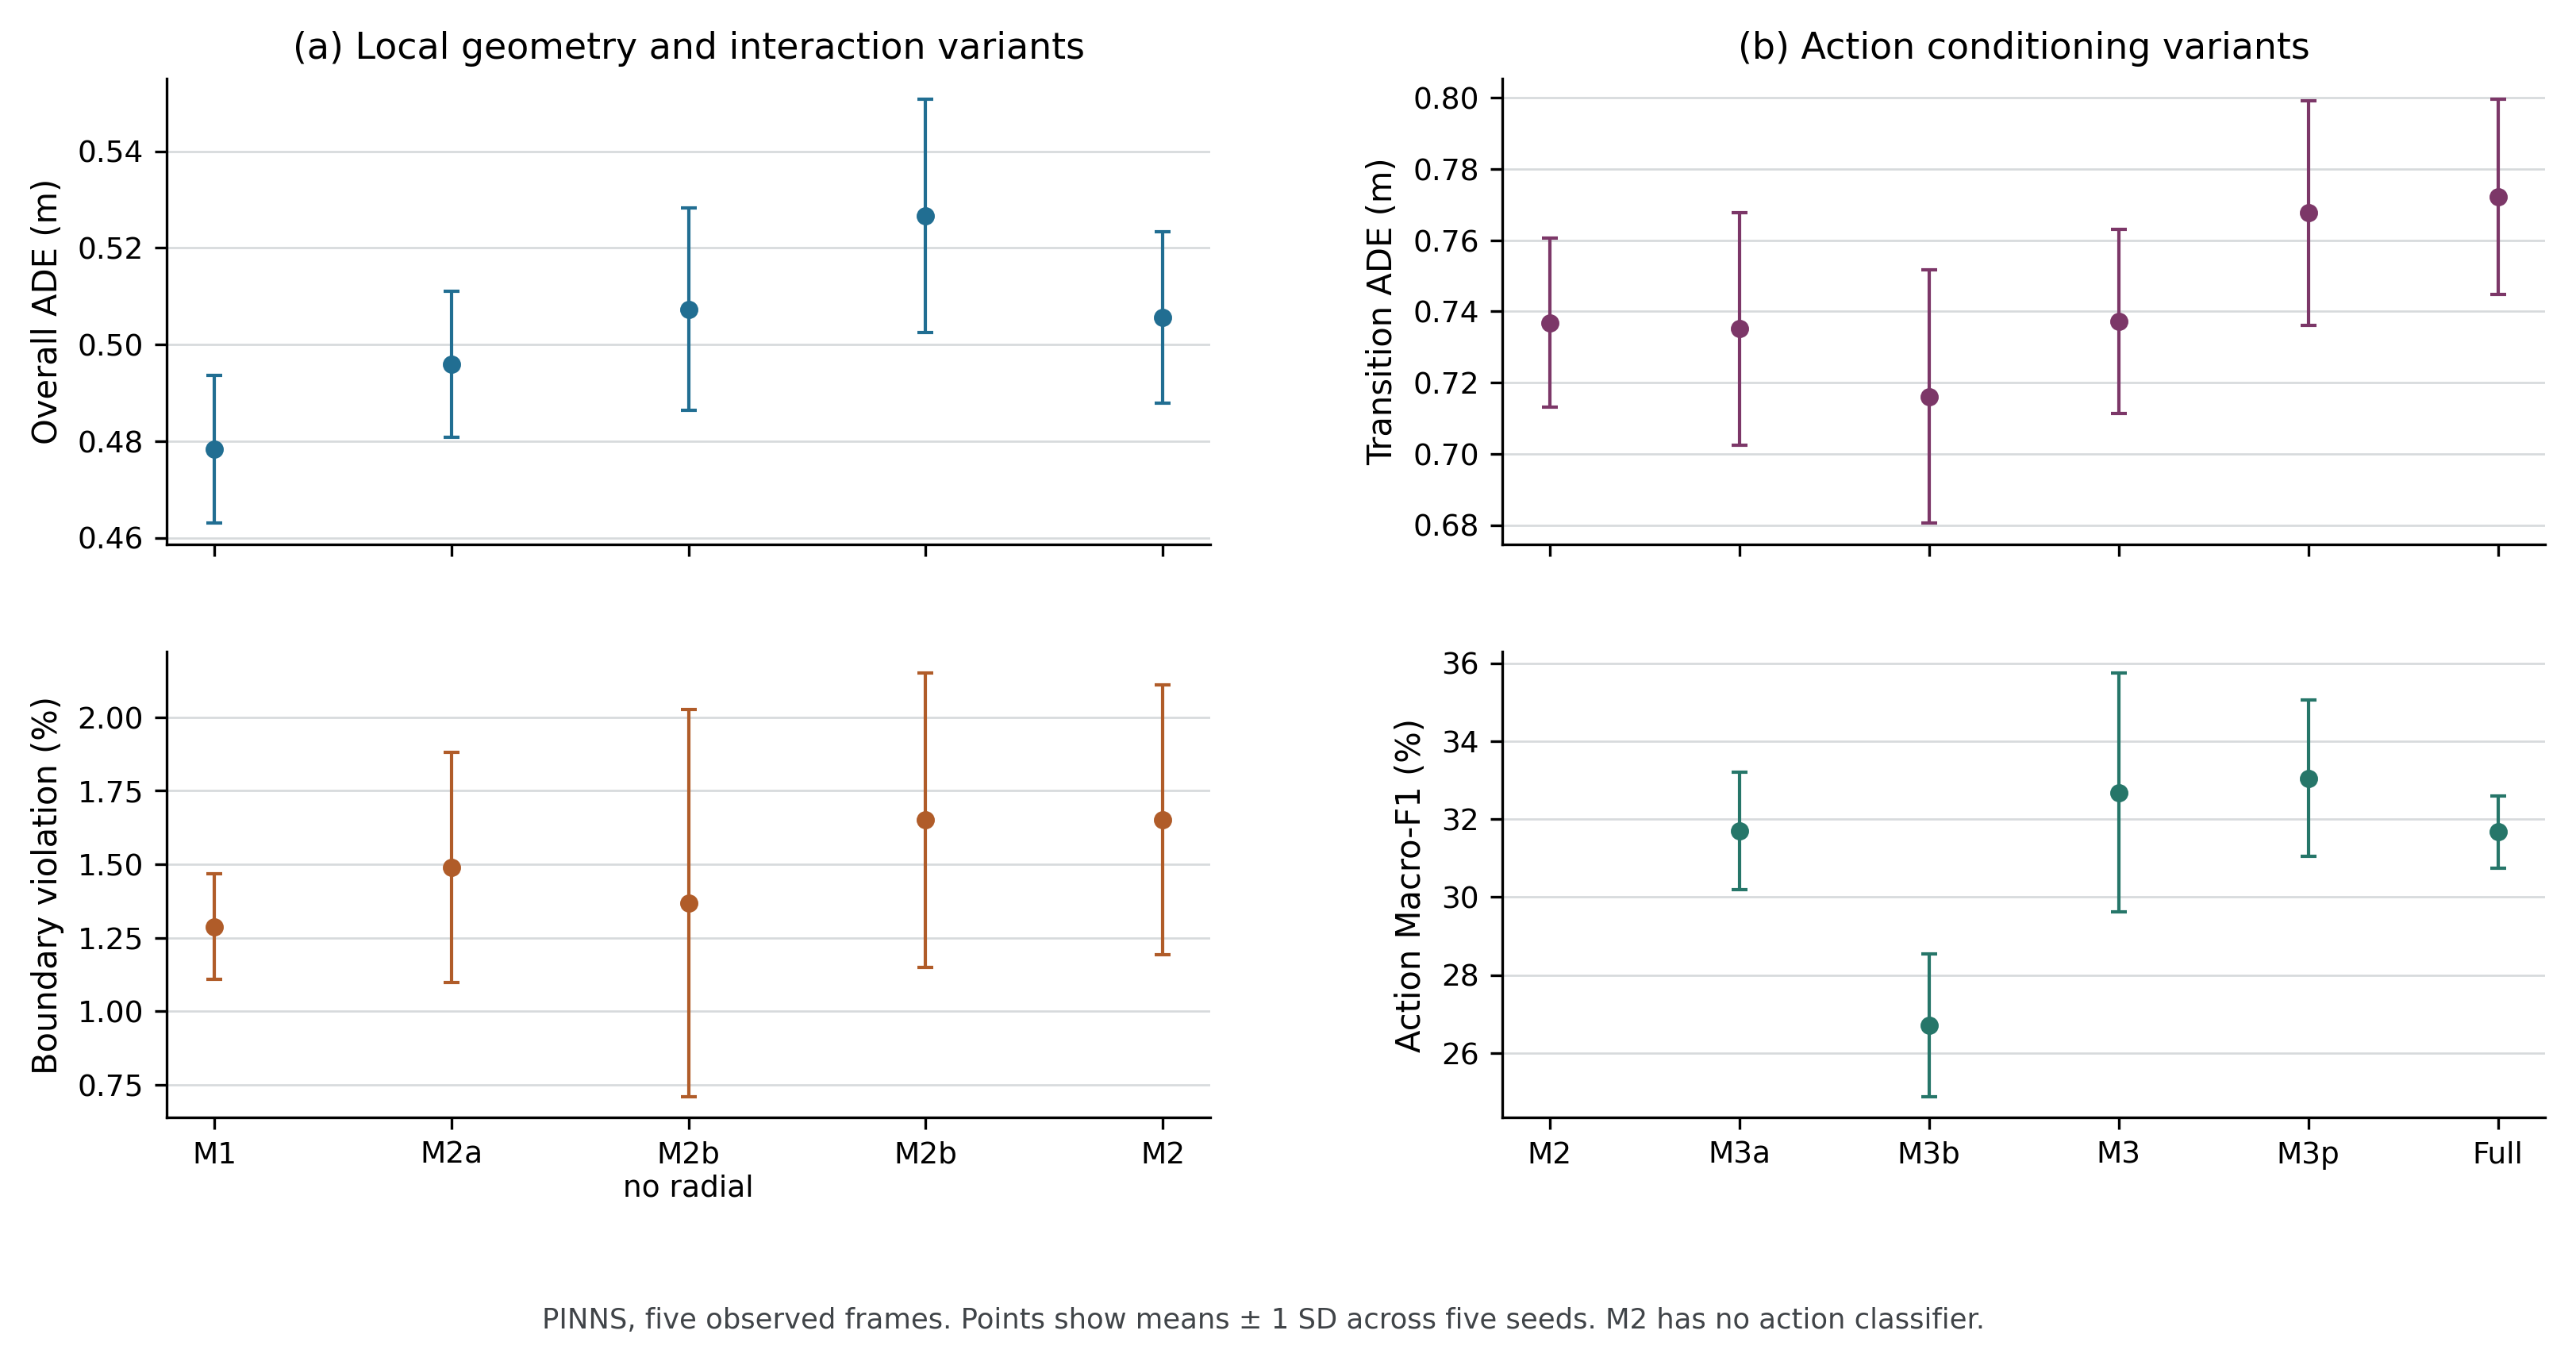 (a) Local geometry and interaction variants
Overall ADE (m)
0.54
0.52
0.50
0.48
0.46
Boundary violation (%)
2.00
1.75
1.50
1.25
1.00
0.75
M1
M2a
M2b
no radial
M2b
M2
(b) Action conditioning variants
Transition ADE (m)
0.80
0.78
0.76
0.74
0.72
0.70
0.68
Action Macro-F1 (%)
36
34
32
30
28
26
M2
M3a
M3b
M3
M3p
Full
PINNS, five observed frames. Points show means ± 1 SD across five seeds. M2 has no action classifier.